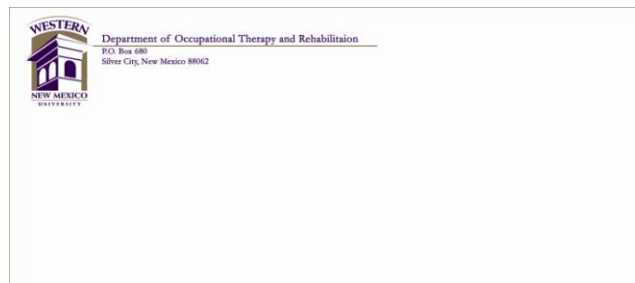 WESTERN
NEW MEXICO
UNIVERSITY
Department of Occupational Therapy and Rehabilitaion
P.O. Box 680
Silver City, New Mexico 88062